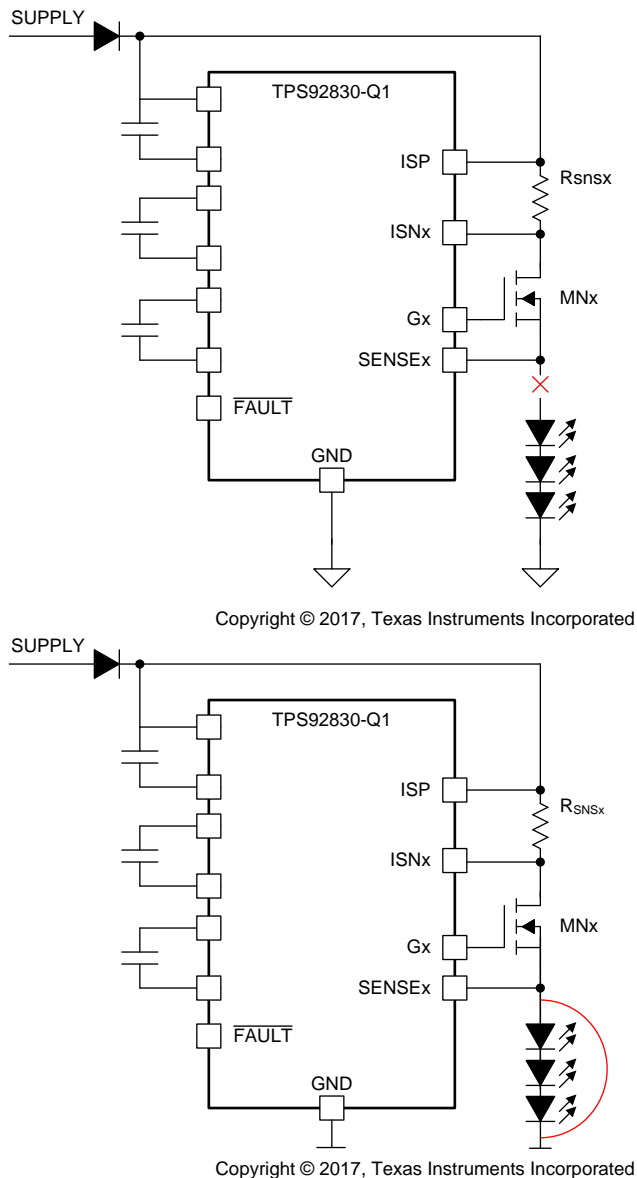 SUPPLY
TPS92830-Q1
ISP
Rsnsx
ISNx
MNx
Gx
SENSEx
FAULT
GND
Copyright © 2017, Texas Instruments Incorporated
SUPPLY
TPS92830-Q1
ISP
RSNSx
ISNx
MNx
Gx
SENSEx
FAULT
GND
Copyright © 2017, Texas Instruments Incorporated